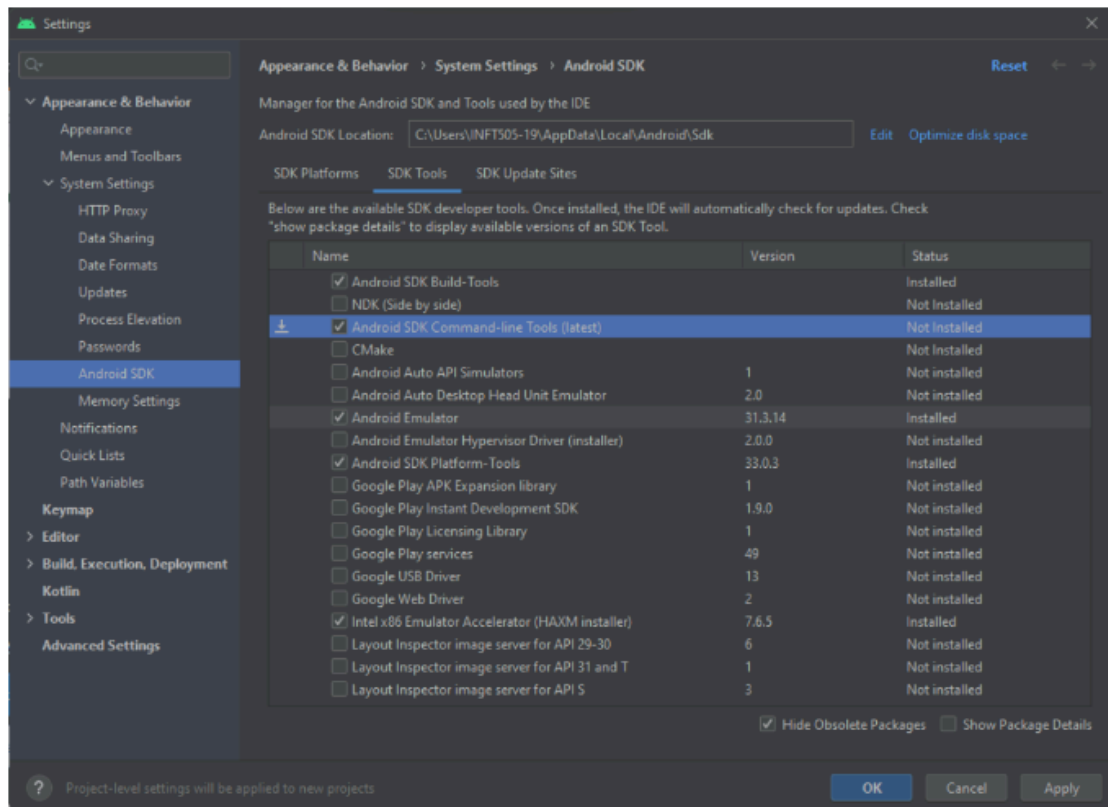 Settings
Appearance & Behavior
Appearance
Menus and Toolbars
System Settings
HTTP Proxy
Data Sharing
Date Formats
Updates
Process Elevation
Passwords
Android SDK
Memory Settings
Notifications
Quick Lists
Path Variables
Keymap
Editor
Build, Execution, Deployment
Kotlin
Tools
Advanced Settings
Appearance & Behavior > System Settings > Android SDK
Reset
Manager for the Android SDK and Tools used by the IDE
Android SDK Location: C:\Users\INFT505-19\AppData\Local\Android\Sdk Edit Optimize disk space
SDK Platforms SDK Tools SDK Update Sites
Below are the available SDK developer tools. Once installed, the IDE will automatically check for updates. Check
"show package details" to display available versions of an SDK Tool.
Name Version Status
Android SDK Build-Tools Installed
NDK (Side by side) Not Installed
Android SDK Command-line Tools (latest) Not Installed
CMake Not Installed
Android Auto API Simulators 1 Not installed
Android Auto Desktop Head Unit Emulator 2.0 Not installed
Android Emulator 31.3.14 Installed
Android Emulator Hypervisor Driver (installer) 2.0.0 Not installed
Android SDK Platform-Tools 33.0.3 Installed
Google Play APK Expansion library 1 Not installed
Google Play Instant Development SDK 1.9.0 Not installed
Google Play Licensing Library 1 Not installed
Google Play services 49 Not installed
Google USB Driver 13 Not installed
Google Web Driver 2 Not installed
Intel x86 Emulator Accelerator (HAXM installer) 7.6.5 Installed
Layout Inspector image server for API 29-30 6 Not installed
Layout Inspector image server for API 31 and T 1 Not installed
Layout Inspector image server for API S 3 Not installed
Hide Obsolete Packages Show Package Details
? Project-level settings will be applied to new projects
OK Cancel Apply